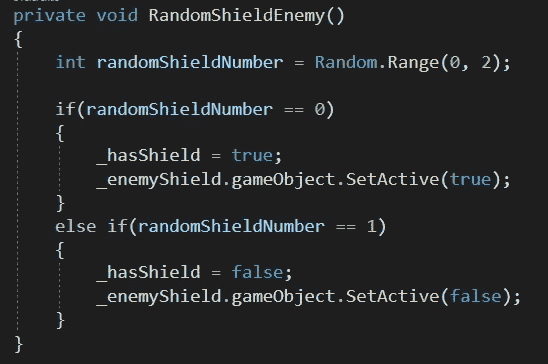 private void RandomShieldEnemy()
{
    int randomShieldNumber = Random.Range(0, 2);

    if(randomShieldNumber == 0)
    {
        _hasShield = true;
        _enemyShield.gameObject.SetActive(true);
    }
    else if(randomShieldNumber == 1)
    {
        _hasShield = false;
        _enemyShield.gameObject.SetActive(false);
    }
}